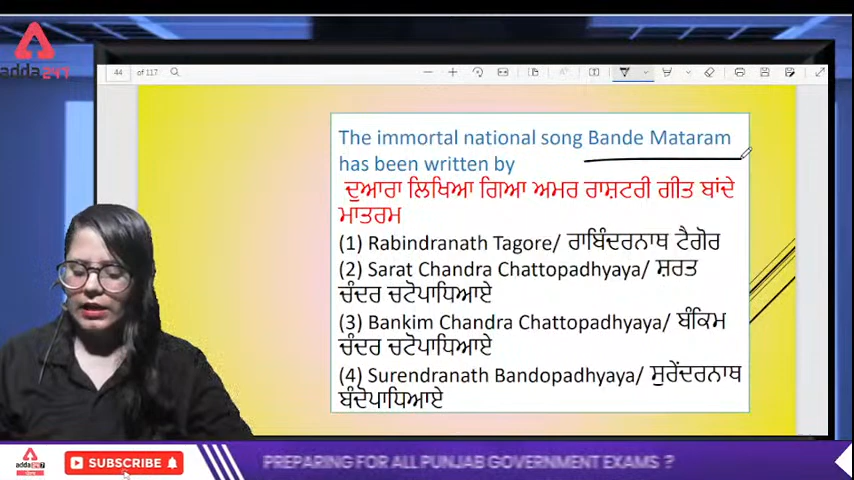 adda247
44 of 117
The immortal national song Bande Mataram
has been written by
ਦੁਆਰਾ ਲਿਖਿਆ ਗਿਆ ਅਮਰ ਰਾਸ਼ਟਰੀ ਗੀਤ ਬਾਂਦੇ
ਮਾਤਰਮ
(1) Rabindranath Tagore/ ਰਾਬਿੰਦਰਨਾਥ ਟੈਗੋਰ
(2) Sarat Chandra Chattopadhyaya/ ਸ਼ਰਤ
ਚੰਦਰ ਚਟੋਪਾਧਿਆਏ
(3) Bankim Chandra Chattopadhyaya/ ਬੰਕਿਮ
ਚੰਦਰ ਚਟੋਪਾਧਿਆਏ
(4) Surendranath Bandopadhyaya/ ਸੁਰੇਂਦਰਨਾਥ
ਬੰਦੋਪਾਧਿਆਏ
adda247
SUBSCRIBE
PREPARING FOR ALL PUNJAB GOVERNMENT EXAMS ?